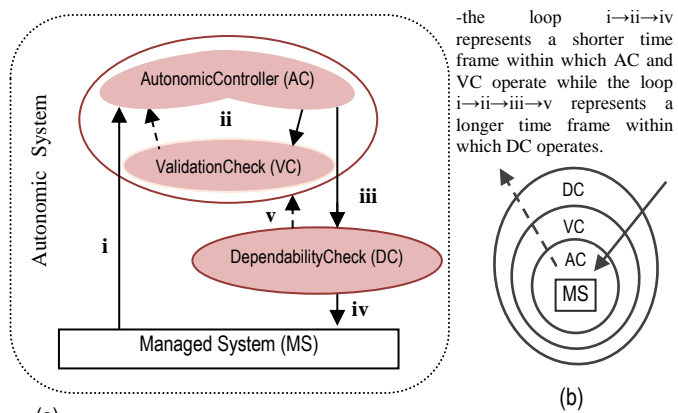 Autonomic System
AutonomicController (AC)
ii
ValidationCheck (VC)
iii
v
i
DependabilityCheck (DC)
iv
Managed System (MS)
-the loop i→ii→iv
represents a shorter time
frame within which AC and
VC operate while the loop
i→ii→iii→v represents a
longer time frame within
which DC operates.
DC
VC
AC
MS
(b)